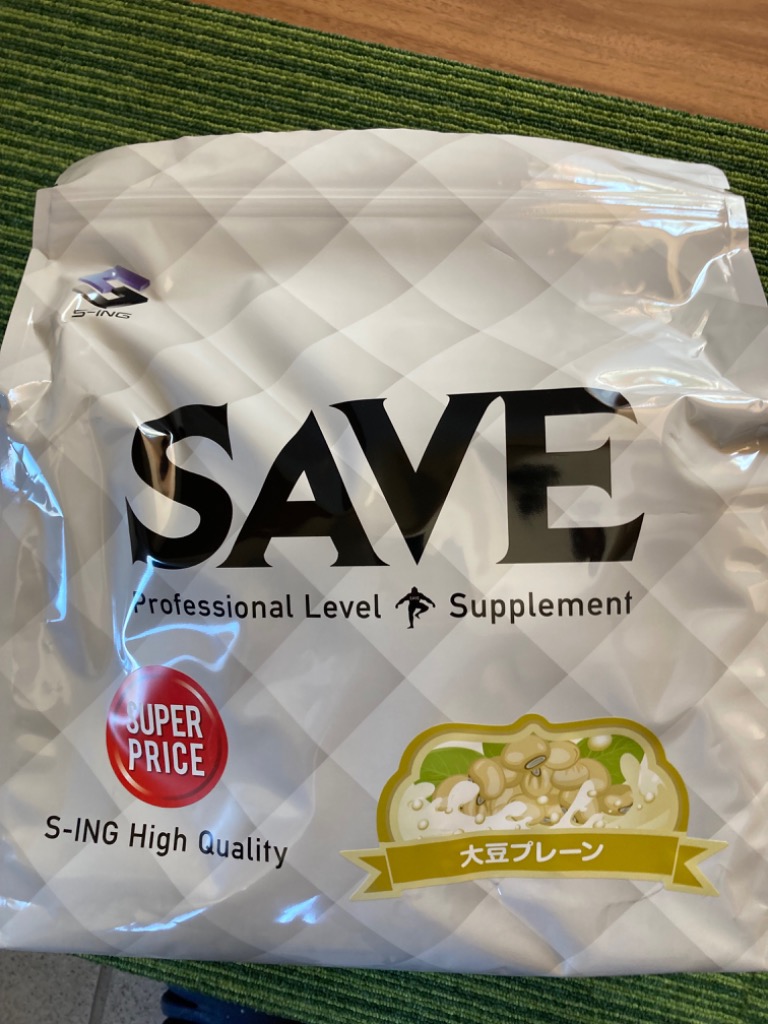 S-ING
SAVE
Professional Level Supplement
SUPER
PRICE
S-ING High Quality
大豆プレーン